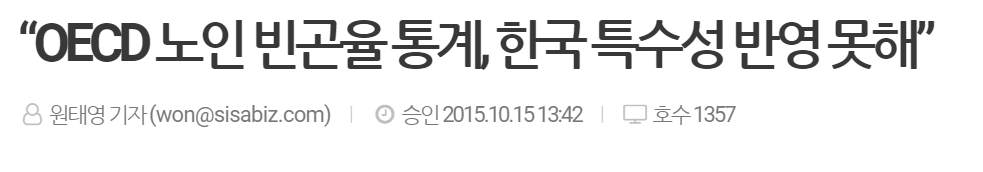 “OECD 노인 빈곤율 통계, 한국 특수성 반영 못해”
원태영 기자 (won@sisabiz.com) | 승인 2015.10.15 13:42 | 호수 1357